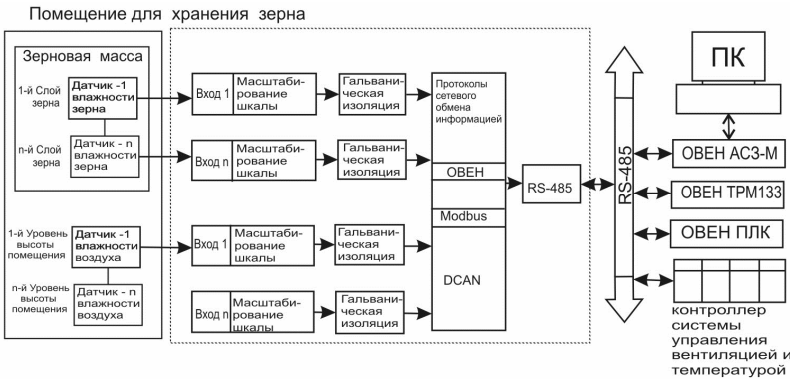 Помещение для хранения зерна
Зерновая масса
1-й Слой
зерна
Датчик -1
влажности
зерна
n-й Слой
зерна
Датчик - n
влажности
зерна
1-й Уровень
высоты
помещения
Датчик -1
влажности
воздуха
n-й Уровень
высоты
помещения
Датчик - n
влажности
воздуха
Вход 1
Масштаби-
рование
шкалы
Гальвани-
ческая
изоляция
Вход n
Масштаби-
рование
шкалы
Гальвани-
ческая
изоляция
Вход 1
Масштаби-
рование
шкалы
Гальвани-
ческая
изоляция
Вход n
Масштаби-
рование
шкалы
Гальвани-
ческая
изоляция
Протоколы
сетевого
обмена
информацией
ОВЕН
Modbus
DCAN
RS-485
RS-485
ПК
ОВЕН АС3-М
ОВЕН ТРМ133
ОВЕН ПЛК
контроллер
системы
управления
вентиляцией и
температурой